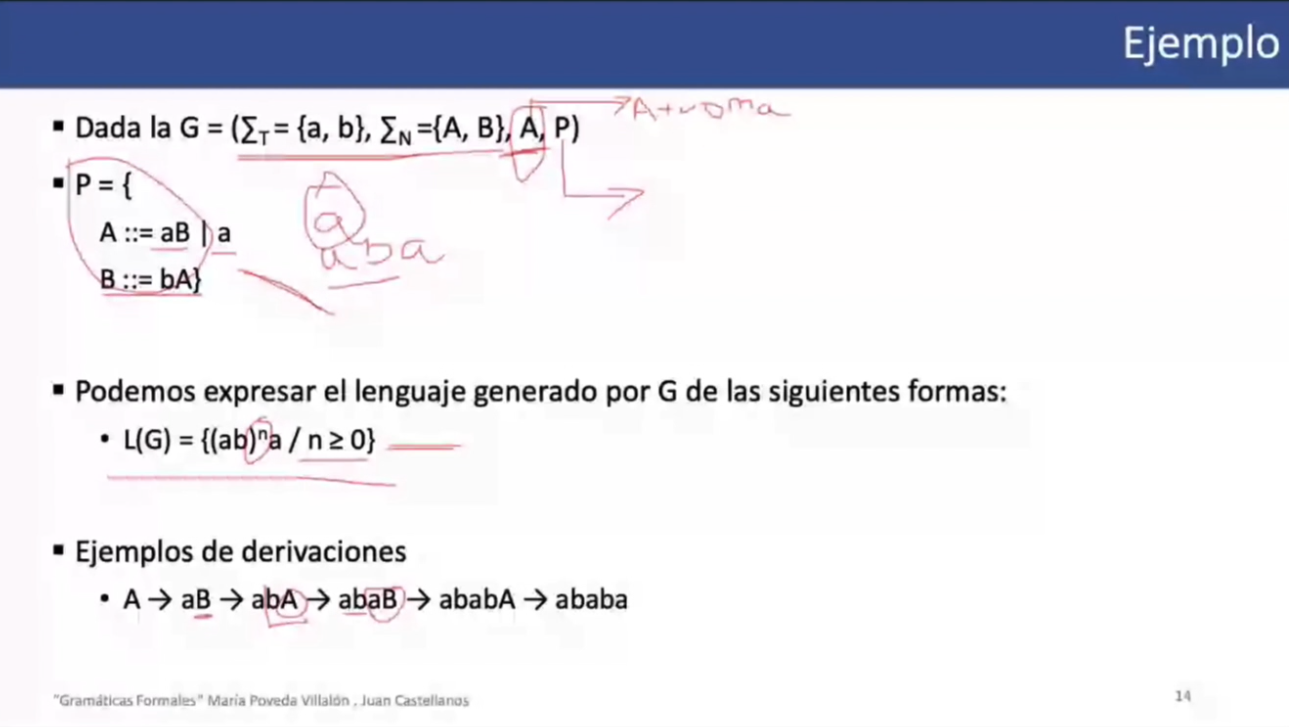 Ejemplo
▪ Dada la G = (∑T = {a, b}, ∑N ={A, B}, A, P)
▪ P = {
A ::= aB | a
B ::= bA}
a
aba
▪ Podemos expresar el lenguaje generado por G de las siguientes formas:
• L(G) = {(ab)ⁿa / n ≥ 0}
▪ Ejemplos de derivaciones
• A → aB → abA → abaB → ababA → ababa
"Gramáticas Formales" María Poveda Villalón , Juan Castellanos
14